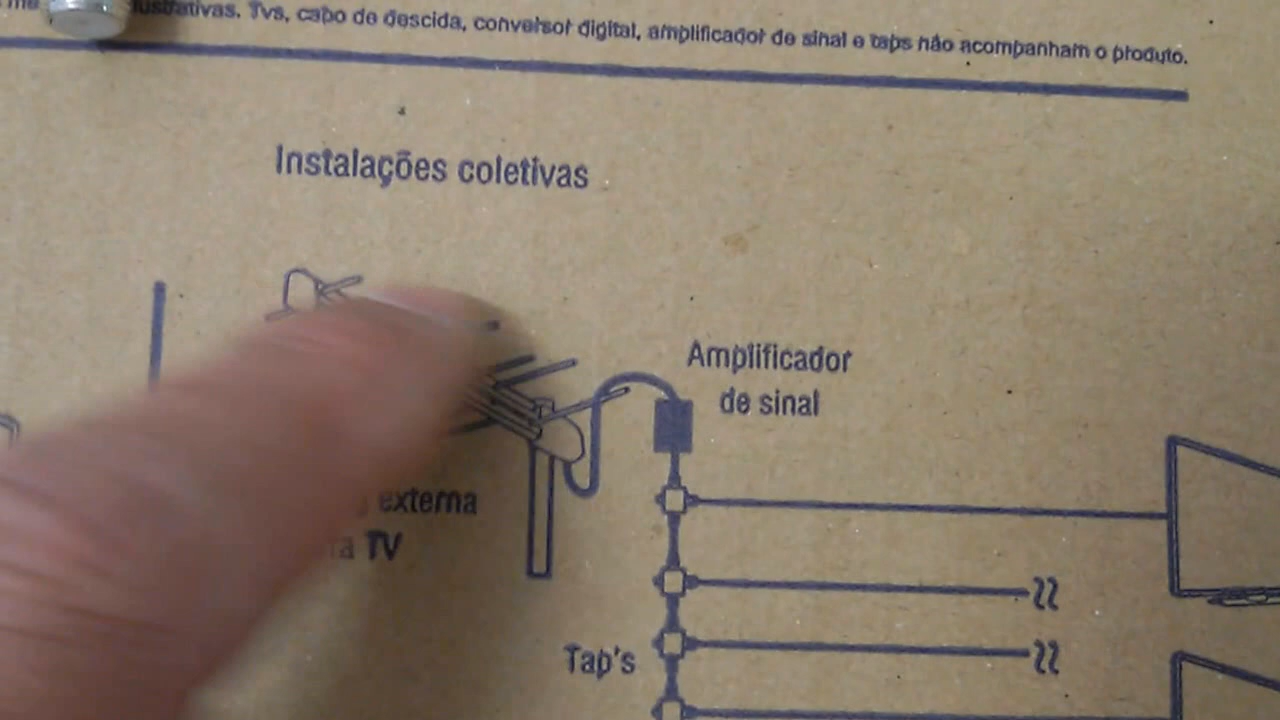 ilustrativas. Tvs, cabo de descida, conversor digital, amplificador de sinal e taps não acompanham o produto.
Instalações coletivas
Amplificador
de sinal
externa
TV
Tap's